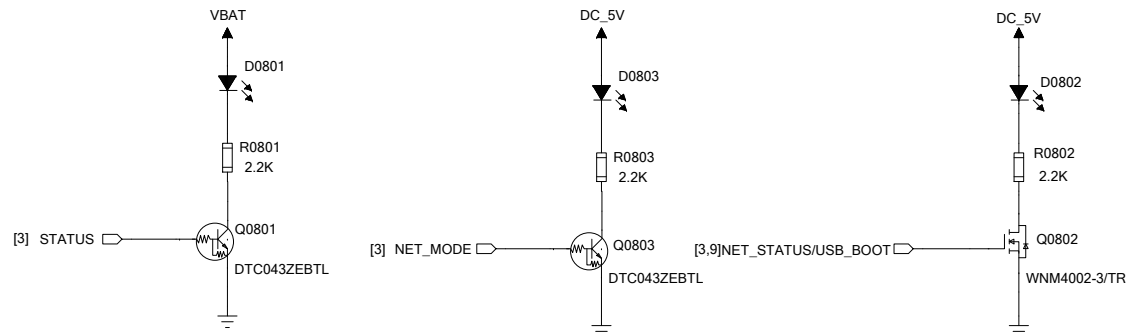 VBAT
D0801
R0801
2.2K
[3] STATUS
Q0801
DTC043ZEBTL
DC_5V
D0803
R0803
2.2K
[3] NET_MODE
Q0803
DTC043ZEBTL
DC_5V
D0802
R0802
2.2K
[3,9]NET_STATUS/USB_BOOT
Q0802
WNM4002-3/TR